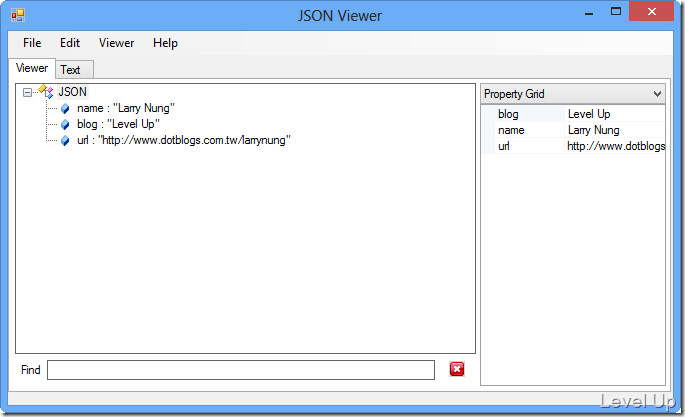 JSON Viewer
File Edit Viewer Help
Viewer Text
JSON
name : "Larry Nung"
blog : "Level Up"
url : "http://www.dotblogs.com.tw/larrynung"
Property Grid
blog Level Up
name Larry Nung
url http://www.dotblogs
Find
Level Up